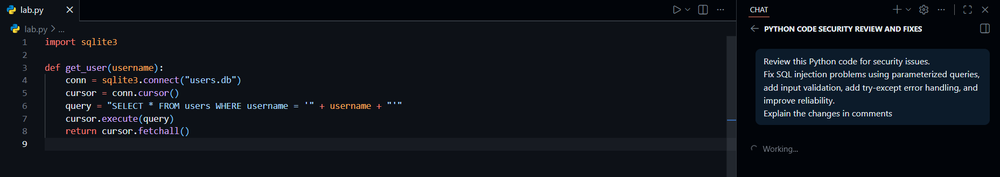 lab.py
CHAT
lab.py > ...
PYTHON CODE SECURITY REVIEW AND FIXES
1 import sqlite3
2
3 def get_user(username):
4     conn = sqlite3.connect("users.db")
5     cursor = conn.cursor()
6     query = "SELECT * FROM users WHERE username = '" + username + "'"
7     cursor.execute(query)
8     return cursor.fetchall()
9
Review this Python code for security issues.
Fix SQL injection problems using parameterized queries,
add input validation, add try-except error handling, and
improve reliability.
Explain the changes in comments
Working...